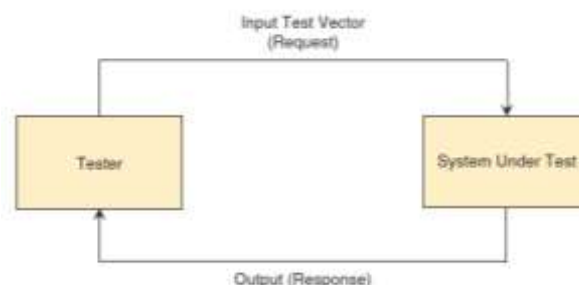 Input Test Vector
(Request)
Tester
System Under Test
Output (Response)